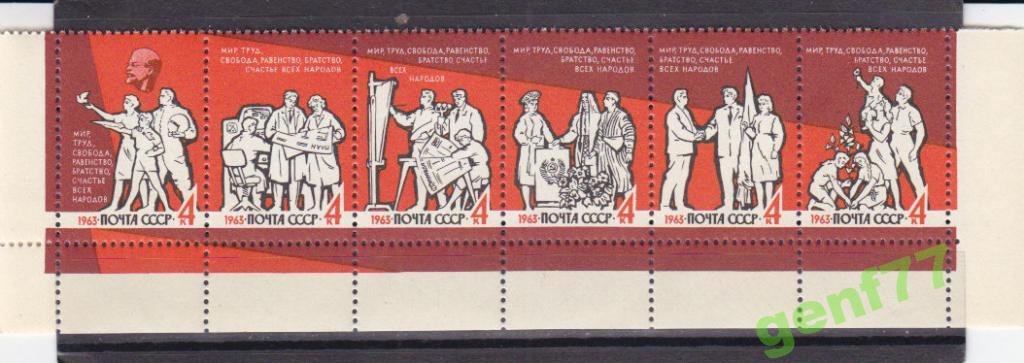 МИР,
ТРУД,
СВОБОДА,
РАВЕНСТВО,
БРАТСТВО,
СЧАСТЬЕ
ВСЕХ
НАРОДОВ
1963·ПОЧТА СССР· 4 К
МИР, ТРУД,
СВОБОДА, РАВЕНСТВО, БРАТСТВО,
СЧАСТЬЕ ВСЕХ НАРОДОВ
ПЛАН
1963·ПОЧТА СССР· 4 К
МИР, ТРУД, СВОБОДА, РАВЕНСТВО,
БРАТСТВО, СЧАСТЬЕ
ВСЕХ
НАРОДОВ
1963·ПОЧТА СССР· 4 К
МИР, ТРУД, СВОБОДА, РАВЕНСТВО,
БРАТСТВО, СЧАСТЬЕ
ВСЕХ НАРОДОВ
1963·ПОЧТА СССР· 4 К
МИР, ТРУД, СВОБОДА, РАВЕНСТВО,
БРАТСТВО, СЧАСТЬЕ
ВСЕХ НАРОДОВ
1963·ПОЧТА СССР· 4 К
МИР, ТРУД, СВОБОДА, РАВЕНСТВО,
БРАТСТВО, СЧАСТЬЕ
ВСЕХ НАРОДОВ
1963·ПОЧТА СССР· 4 К
genf77